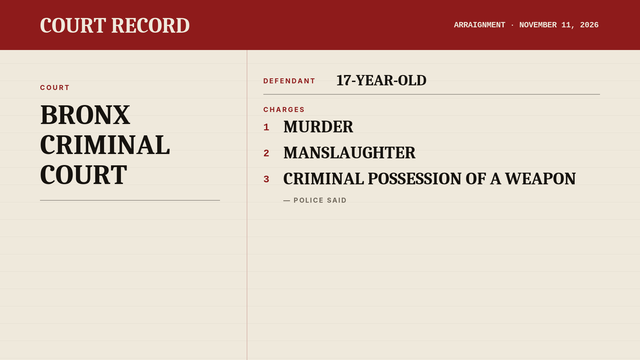 COURT RECORD
ARRAIGNMENT · NOVEMBER 11, 2026
COURT
BRONX
CRIMINAL
COURT
DEFENDANT 17-YEAR-OLD
CHARGES
1 MURDER
2 MANSLAUGHTER
3 CRIMINAL POSSESSION OF A WEAPON
— POLICE SAID